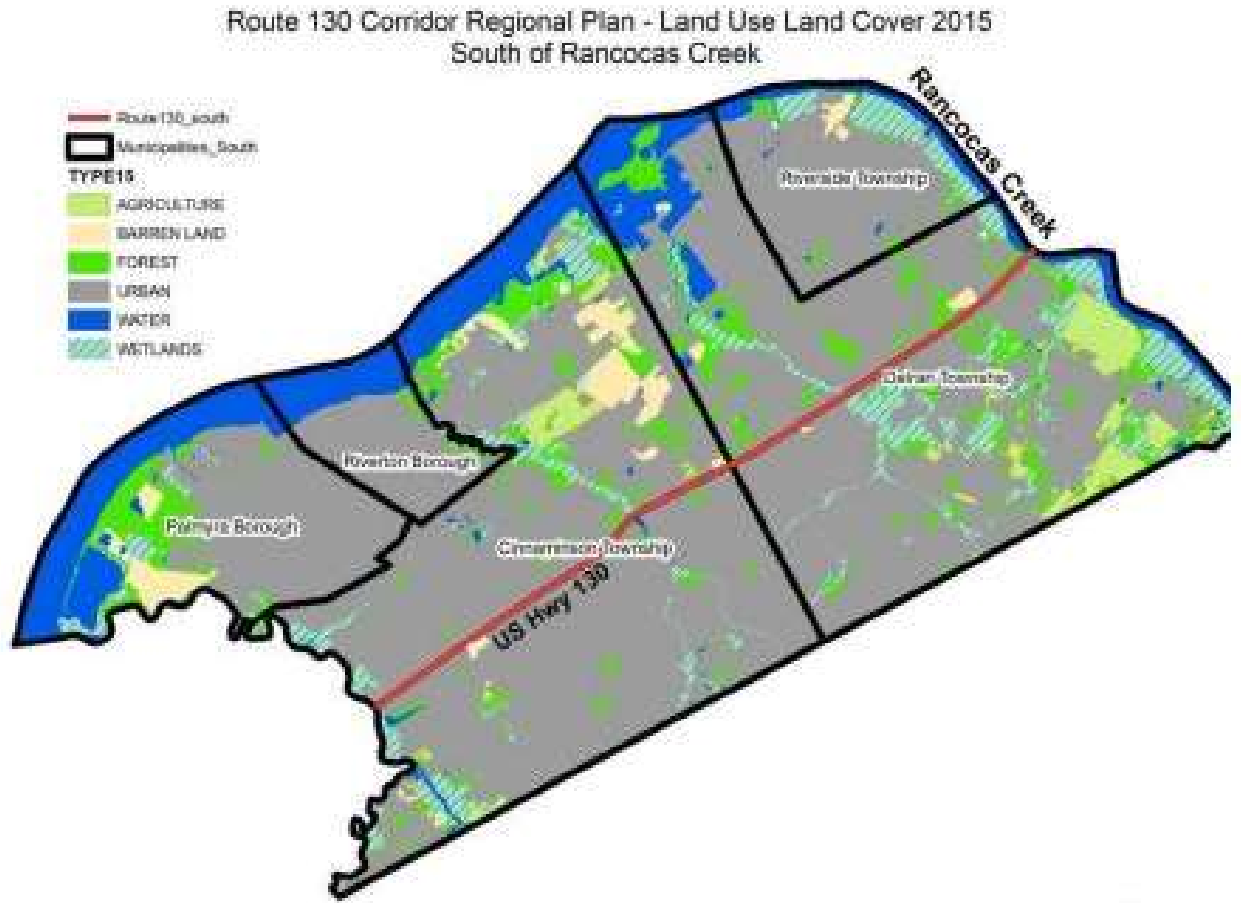 Route 130 Corridor Regional Plan - Land Use Land Cover 2015
South of Rancocas Creek
Rancocas Creek
Route130_south
Municipalities_South
TYPE15
AGRICULTURE
BARREN LAND
FOREST
URBAN
WATER
WETLANDS
Riverside Township
Delran Township
Riverton Borough
Palmyra Borough
Cinnaminson Township
US Hwy 130